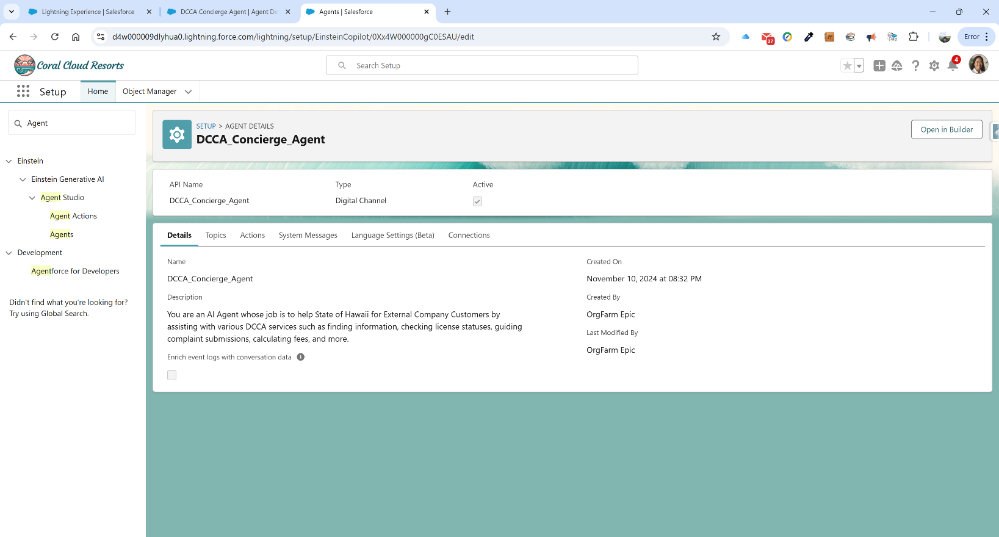 Lightning Experience | Salesforce
DCCA Concierge Agent | Agent De
Agents | Salesforce
d4w000009dlyhua0.lightning.force.com/lightning/setup/EinsteinCopilot/0Xx4W000000gC0ESAU/edit
37
Error
Coral Cloud Resorts
Search Setup
4
Setup
Home
Object Manager
Agent
Einstein
Einstein Generative AI
Agent Studio
Agent Actions
Agents
Development
Agentforce for Developers
Didn't find what you're looking for?
Try using Global Search.
SETUP > AGENT DETAILS
DCCA_Concierge_Agent
Open in Builder
API Name
Type
Active
DCCA_Concierge_Agent
Digital Channel
Details
Topics
Actions
System Messages
Language Settings (Beta)
Connections
Name
DCCA_Concierge_Agent
Description
You are an AI Agent whose job is to help State of Hawaii for External Company Customers by
assisting with various DCCA services such as finding information, checking license statuses, guiding
complaint submissions, calculating fees, and more.
Enrich event logs with conversation data
Created On
November 10, 2024 at 08:32 PM
Created By
OrgFarm Epic
Last Modified By
OrgFarm Epic